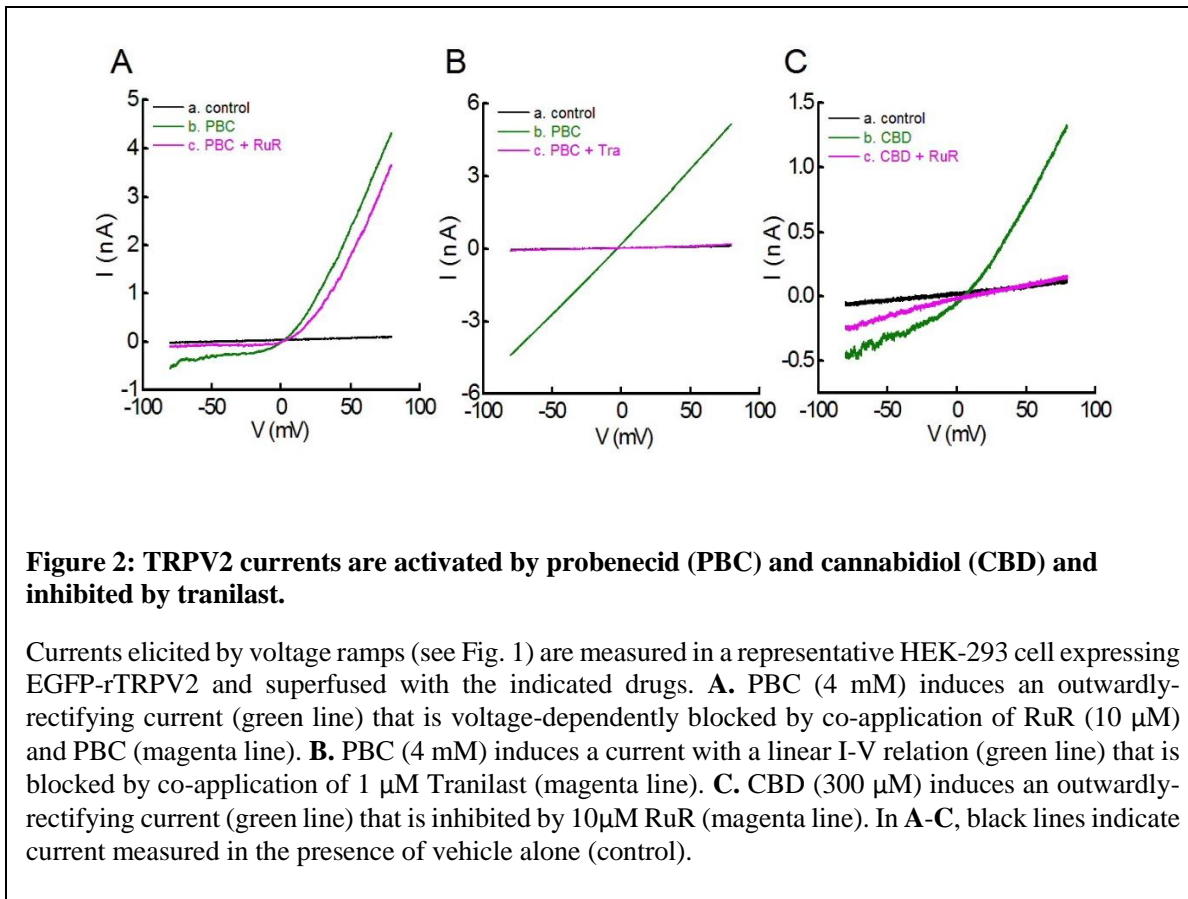 A
5
4
3
2
1
0
-1
I (nA)
a. control
b. PBC
c. PBC + RuR
-100 -50 0 50 100
V (mV)
B
6
3
0
-3
-6
I (nA)
a. control
b. PBC
c. PBC + Tra
-100 -50 0 50 100
V (mV)
C
1.5
1.0
0.5
0.0
-0.5
I (nA)
a. control
b. CBD
c. CBD + RuR
-100 -50 0 50 100
V (mV)
Figure 2: TRPV2 currents are activated by probenecid (PBC) and cannabidiol (CBD) and
inhibited by tranilast.
Currents elicited by voltage ramps (see Fig. 1) are measured in a representative HEK-293 cell expressing
EGFP-rTRPV2 and superfused with the indicated drugs. A. PBC (4 mM) induces an outwardly-
rectifying current (green line) that is voltage-dependently blocked by co-application of RuR (10 μM)
and PBC (magenta line). B. PBC (4 mM) induces a current with a linear I-V relation (green line) that is
blocked by co-application of 1 μM Tranilast (magenta line). C. CBD (300 μM) induces an outwardly-
rectifying current (green line) that is inhibited by 10μM RuR (magenta line). In A-C, black lines indicate
current measured in the presence of vehicle alone (control).